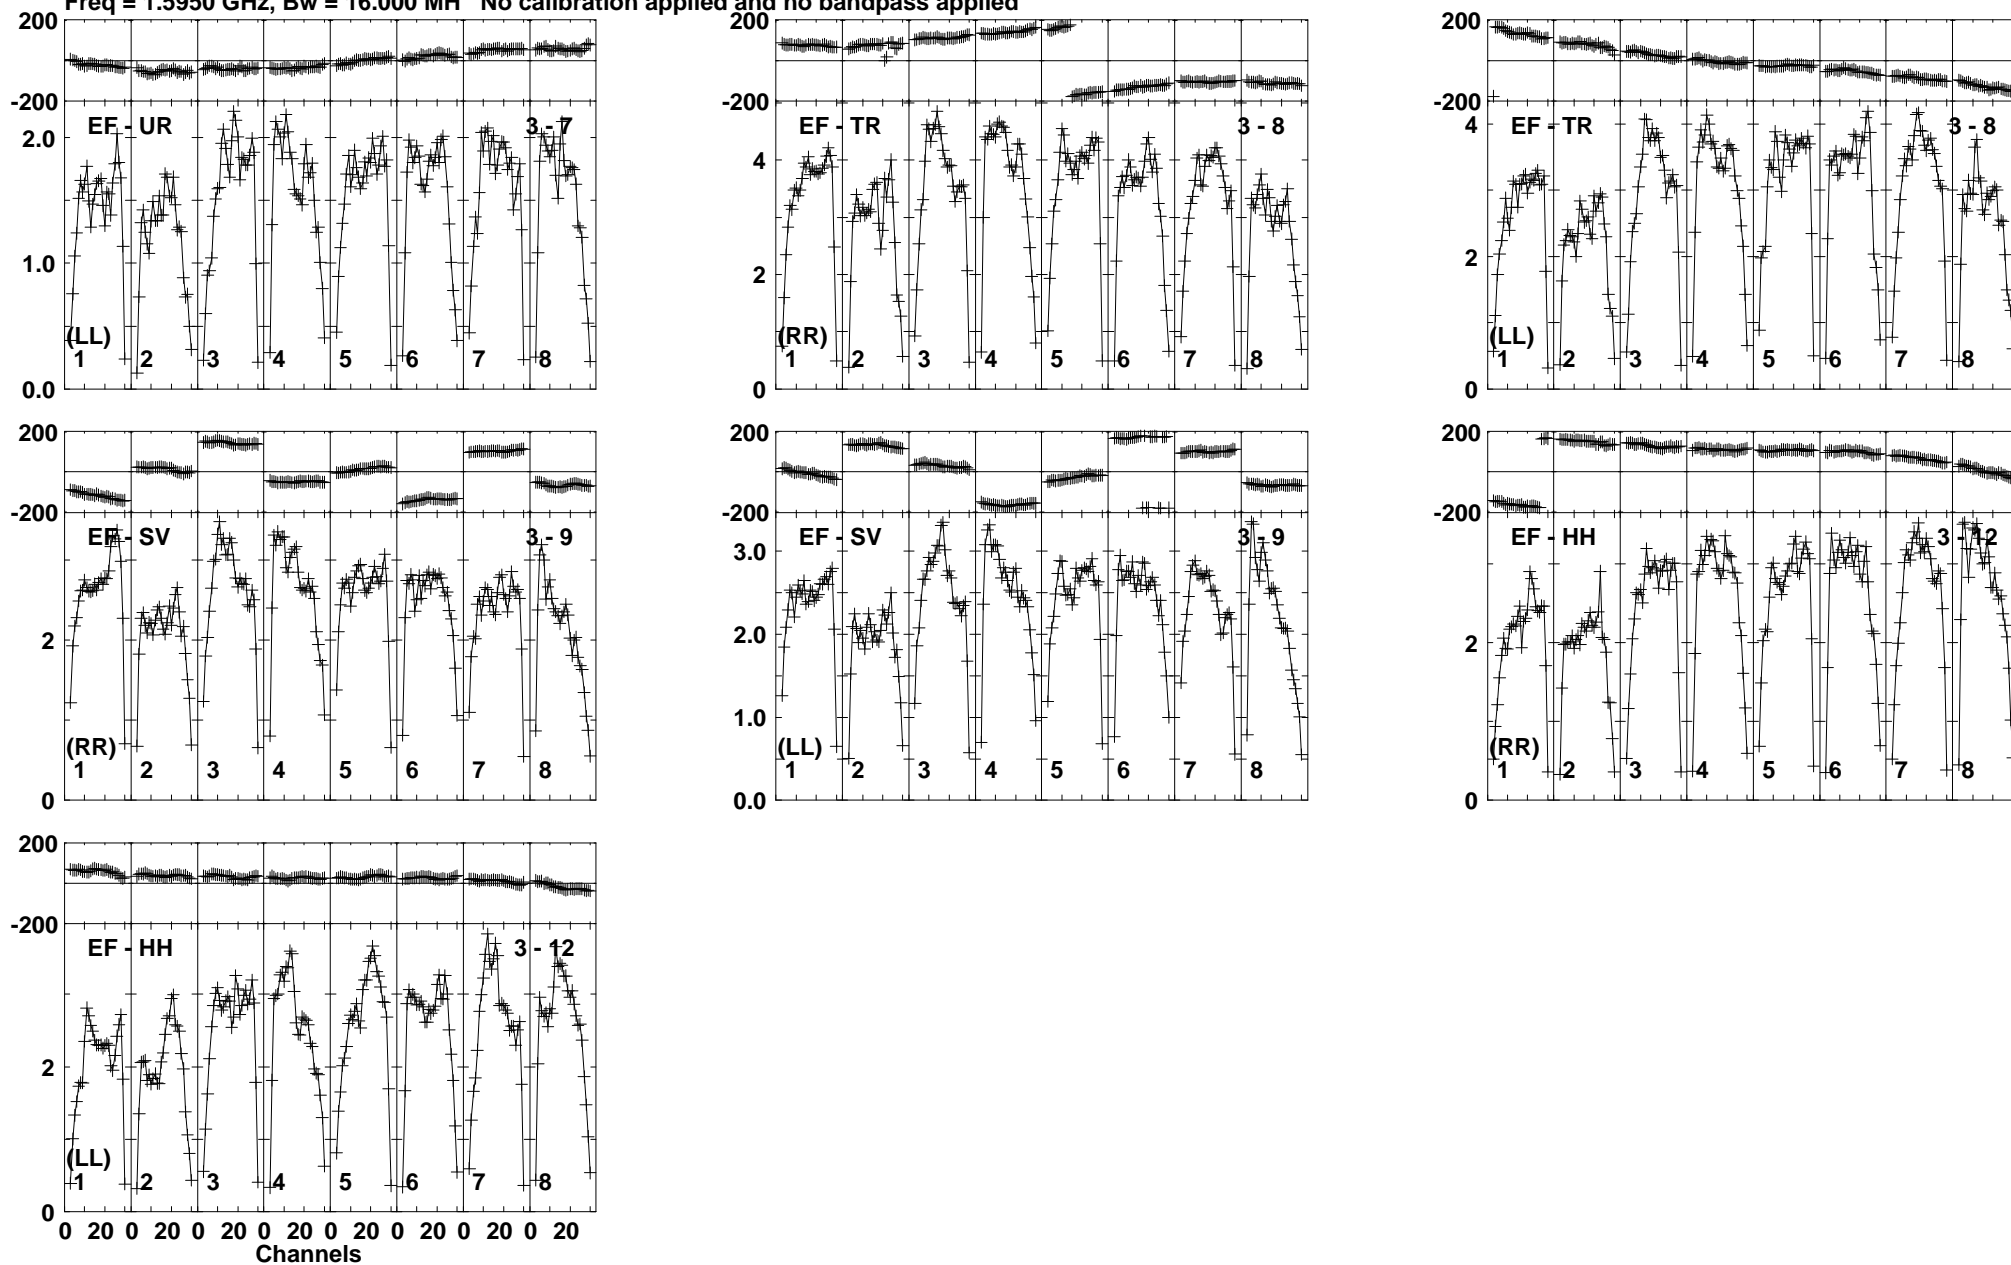 Freq = 1.5950 GHz, Bw = 16.000 MH No calibration applied and no bandpass applied
200 200 200
-200 -200 -200
EF - UR 3 - 7 EF - TR 3 - 8 EF - TR 3 - 8
2.0 4 4
1.0 2 2
(LL) (RR) (LL)
1 2 3 4 5 6 7 8 1 2 3 4 5 6 7 8 1 2 3 4 5 6 7 8
0.0 0 0
200 200 200
-200 -200 -200
EF - SV 3 - 9 EF - SV 3 - 9 EF - HH 3 - 12
3.0
2 2.0 2
1.0
(RR) (LL) (RR)
1 2 3 4 5 6 7 8 1 2 3 4 5 6 7 8 1 2 3 4 5 6 7 8
0 0.0 0
200
-200
EF - HH 3 - 12
2
(LL)
1 2 3 4 5 6 7 8
0
0 20 0 20 0 20 0 20 0 20 0 20 0 20 0 20
Channels